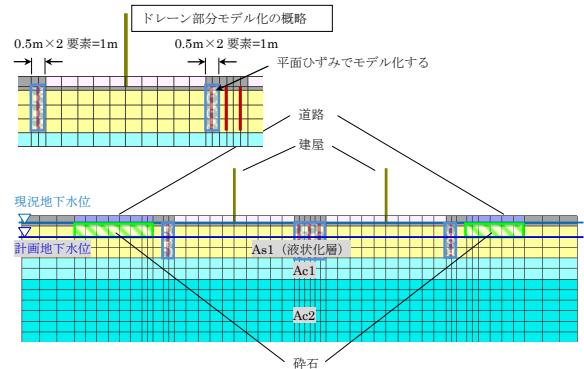 ドレーン部分モデル化の概略
0.5m×2 要素=1m
0.5m×2 要素=1m
平面ひずみでモデル化する
道路
建屋
現況地下水位
計画地下水位
As1（液状化層）
Ac1
Ac2
砕石